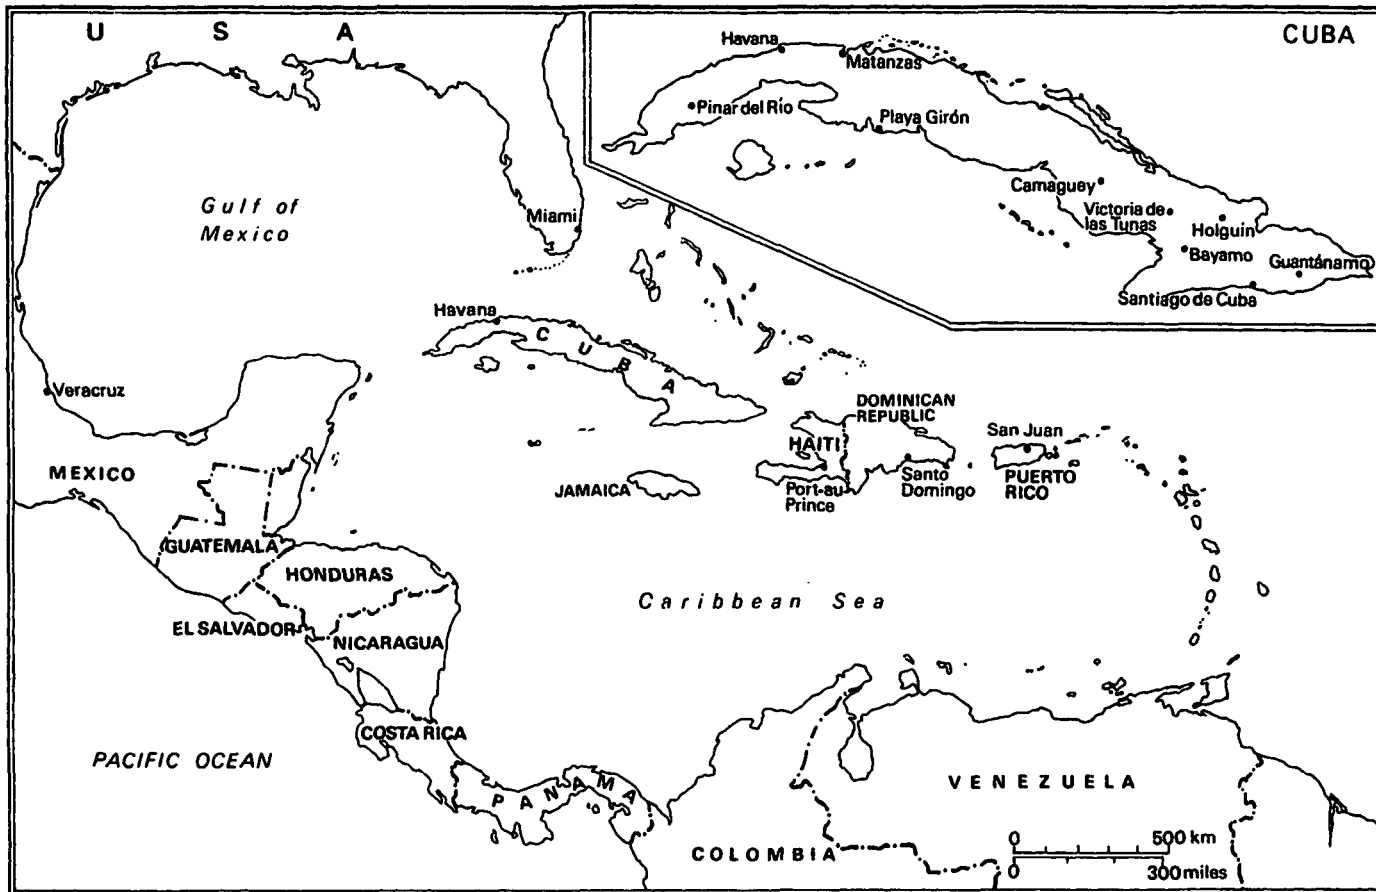 U S A
CUBA
Havana
Matanzas
Pinar del Río
Playa Girón
Camaguey
Victoria de
las Tunas
Holguín
Bayamo
Guantánamo
Santiago de Cuba
Gulf of
Mexico
Miami
Havana
CUBA
Veracruz
MEXICO
DOMINICAN
REPUBLIC
HAITI
Port-au-
Prince
Santo
Domingo
San Juan
PUERTO
RICO
JAMAICA
GUATEMALA
HONDURAS
EL SALVADOR
NICARAGUA
Caribbean Sea
COSTA RICA
PACIFIC OCEAN
PANAMA
VENEZUELA
COLOMBIA
0 500 km
0 300 miles